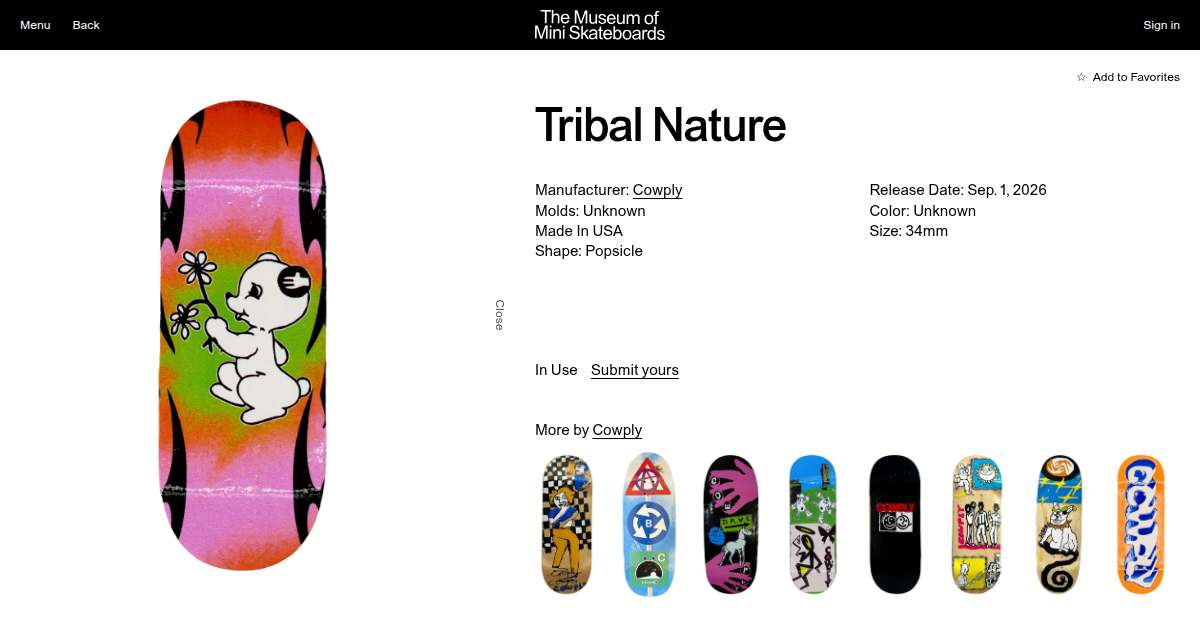 Menu
Back
The Museum of
Mini Skateboards
Sign in
☆ Add to Favorites
Tribal Nature
Manufacturer: Cowply
Molds: Unknown
Made In USA
Shape: Popsicle
Release Date: Sep. 1, 2026
Color: Unknown
Size: 34mm
Close
In Use
Submit yours
More by Cowply
B
C
COWPLY